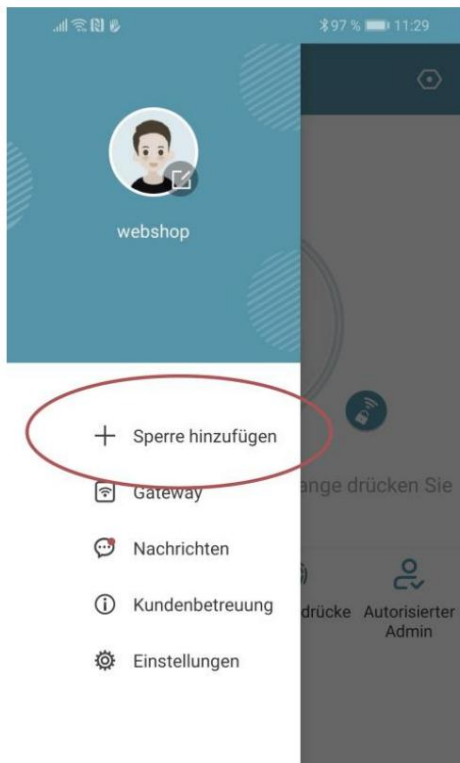 97 % 11:29
webshop
Sperre hinzufügen
Gateway
Nachrichten
Kundenbetreuung
Einstellungen
ange drücken Sie
drücke
Autorisierter
Admin